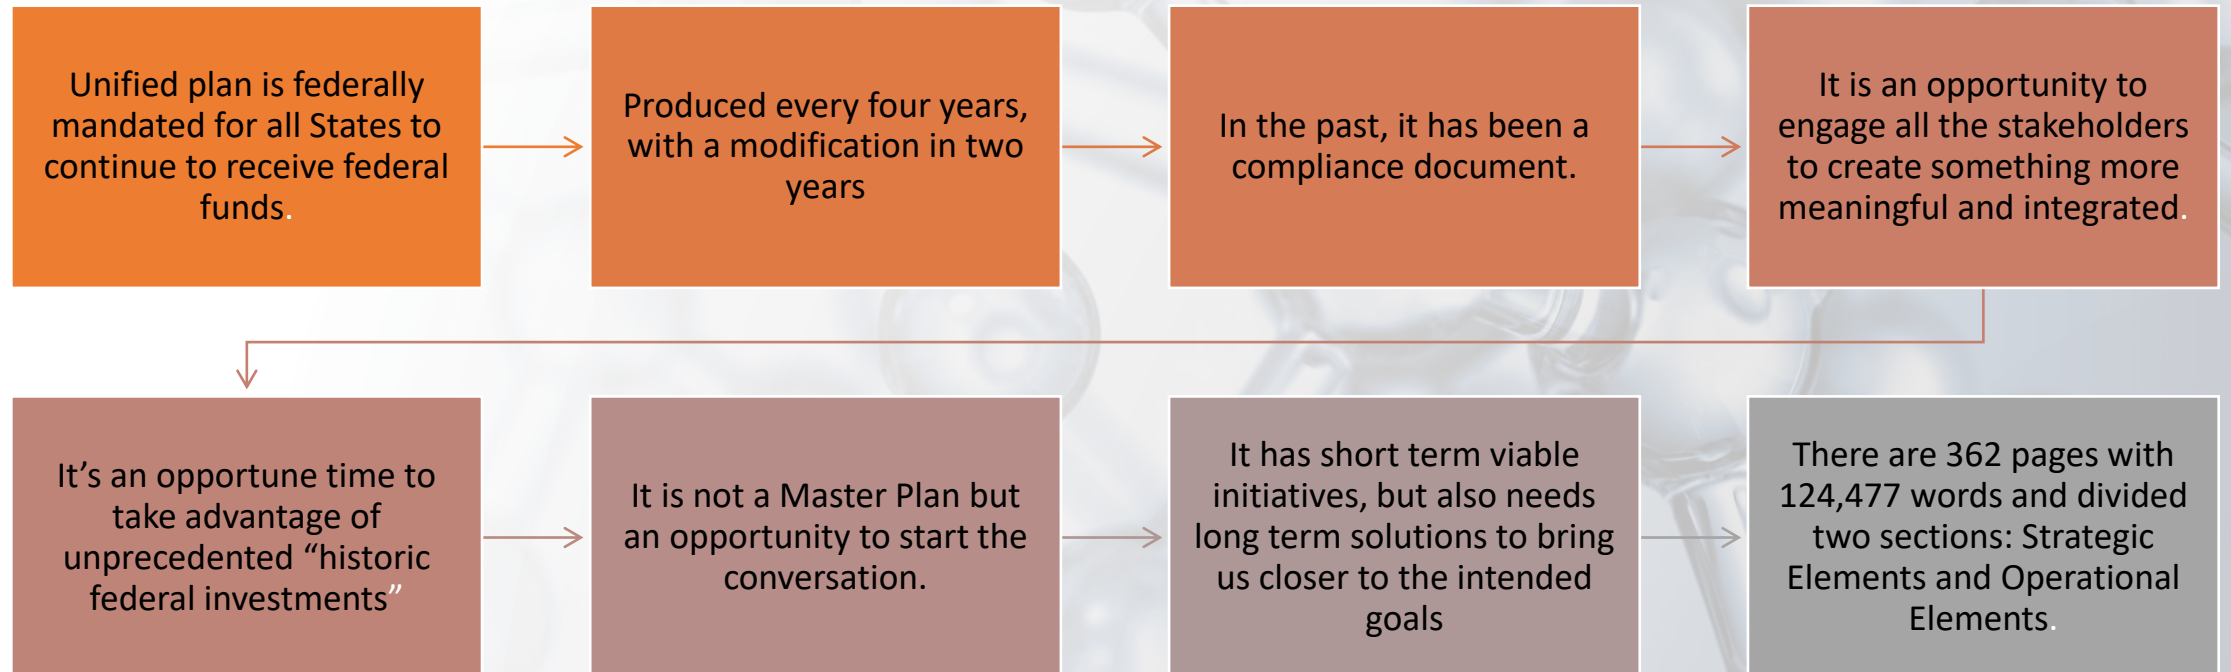 Unified plan is federally
mandated for all States to
continue to receive federal
funds.
Produced every four years,
with a modification in two
years
In the past, it has been a
compliance document.
It is an opportunity to
engage all the stakeholders
to create something more
meaningful and integrated.
It’s an opportune time to
take advantage of
unprecedented “historic
federal investments”
It is not a Master Plan but
an opportunity to start the
conversation.
It has short term viable
initiatives, but also needs
long term solutions to bring
us closer to the intended
goals
There are 362 pages with
124,477 words and divided
two sections: Strategic
Elements and Operational
Elements.